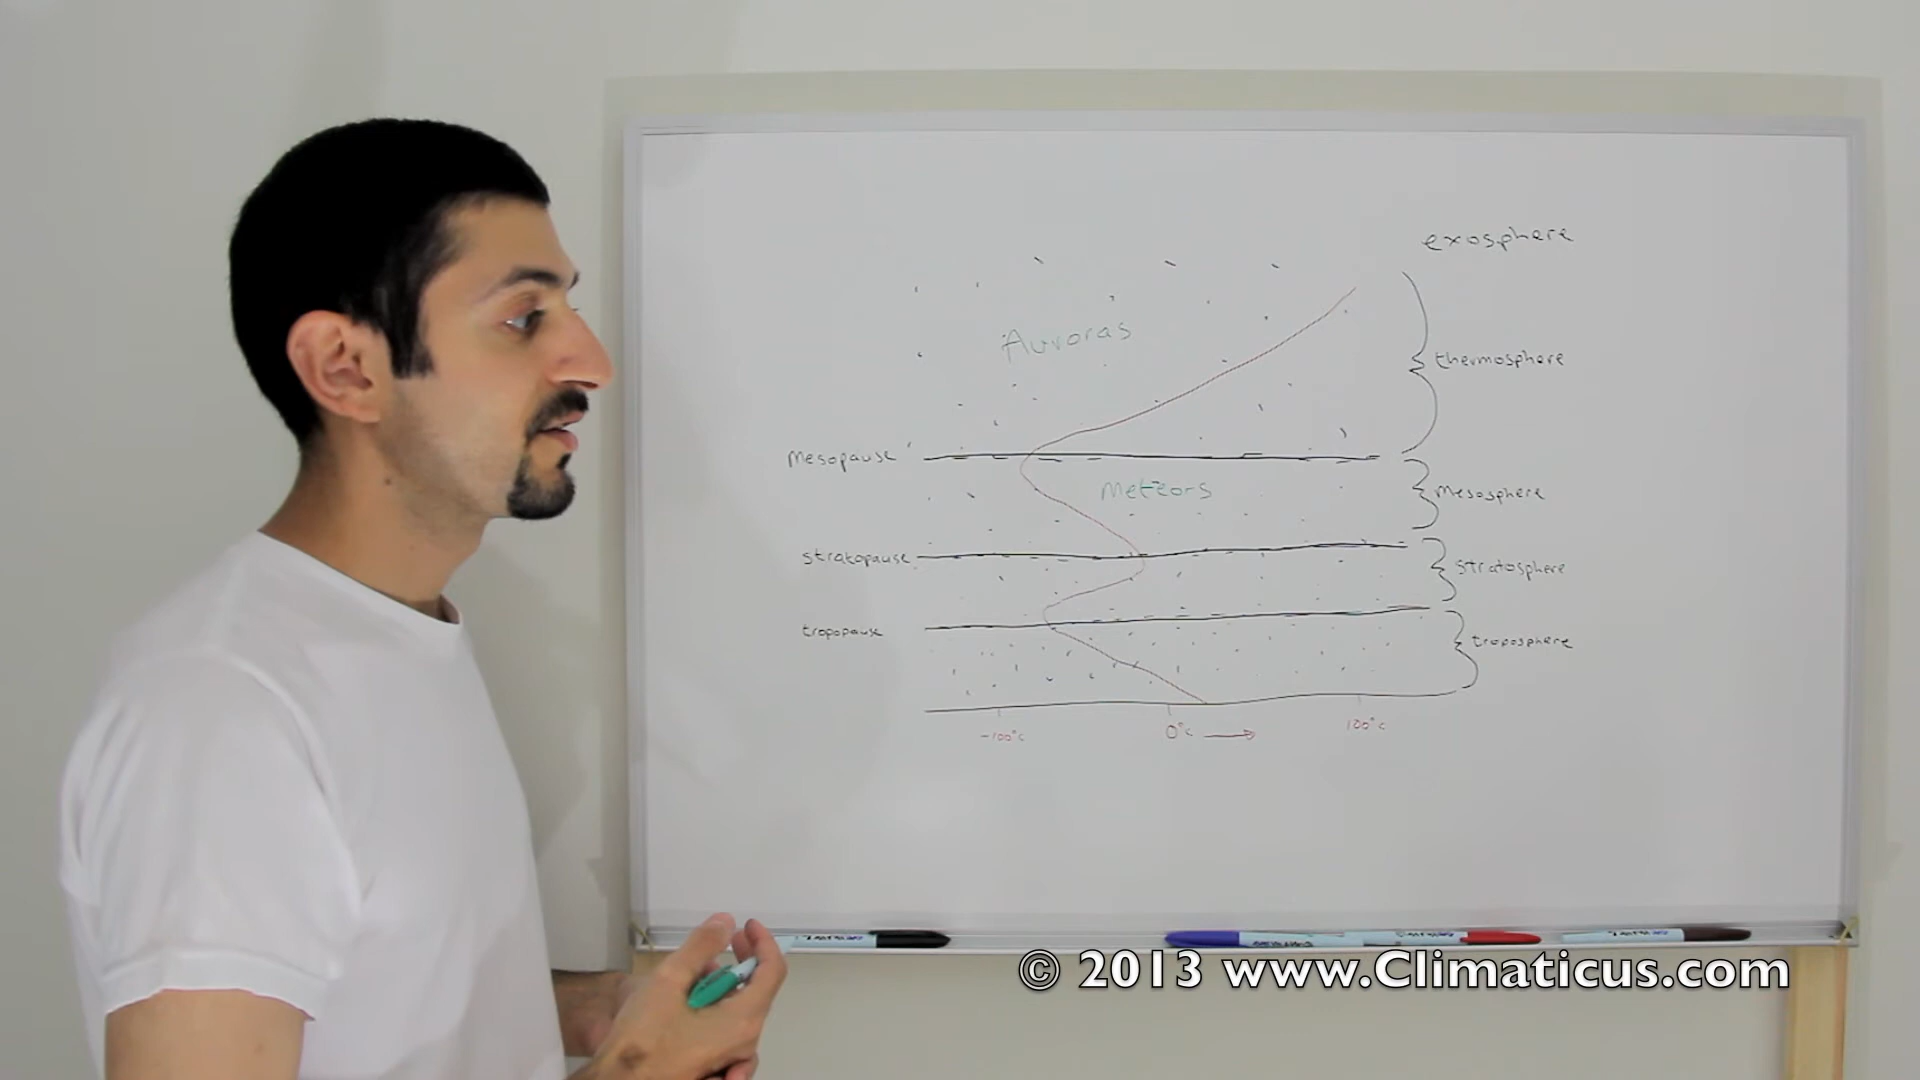 exosphere
Auroras
thermosphere
Mesopause
Meteors
Mesosphere
stratopause
stratosphere
tropopause
troposphere
-100°C
0°C
100°C
© 2013 www.Climaticus.com